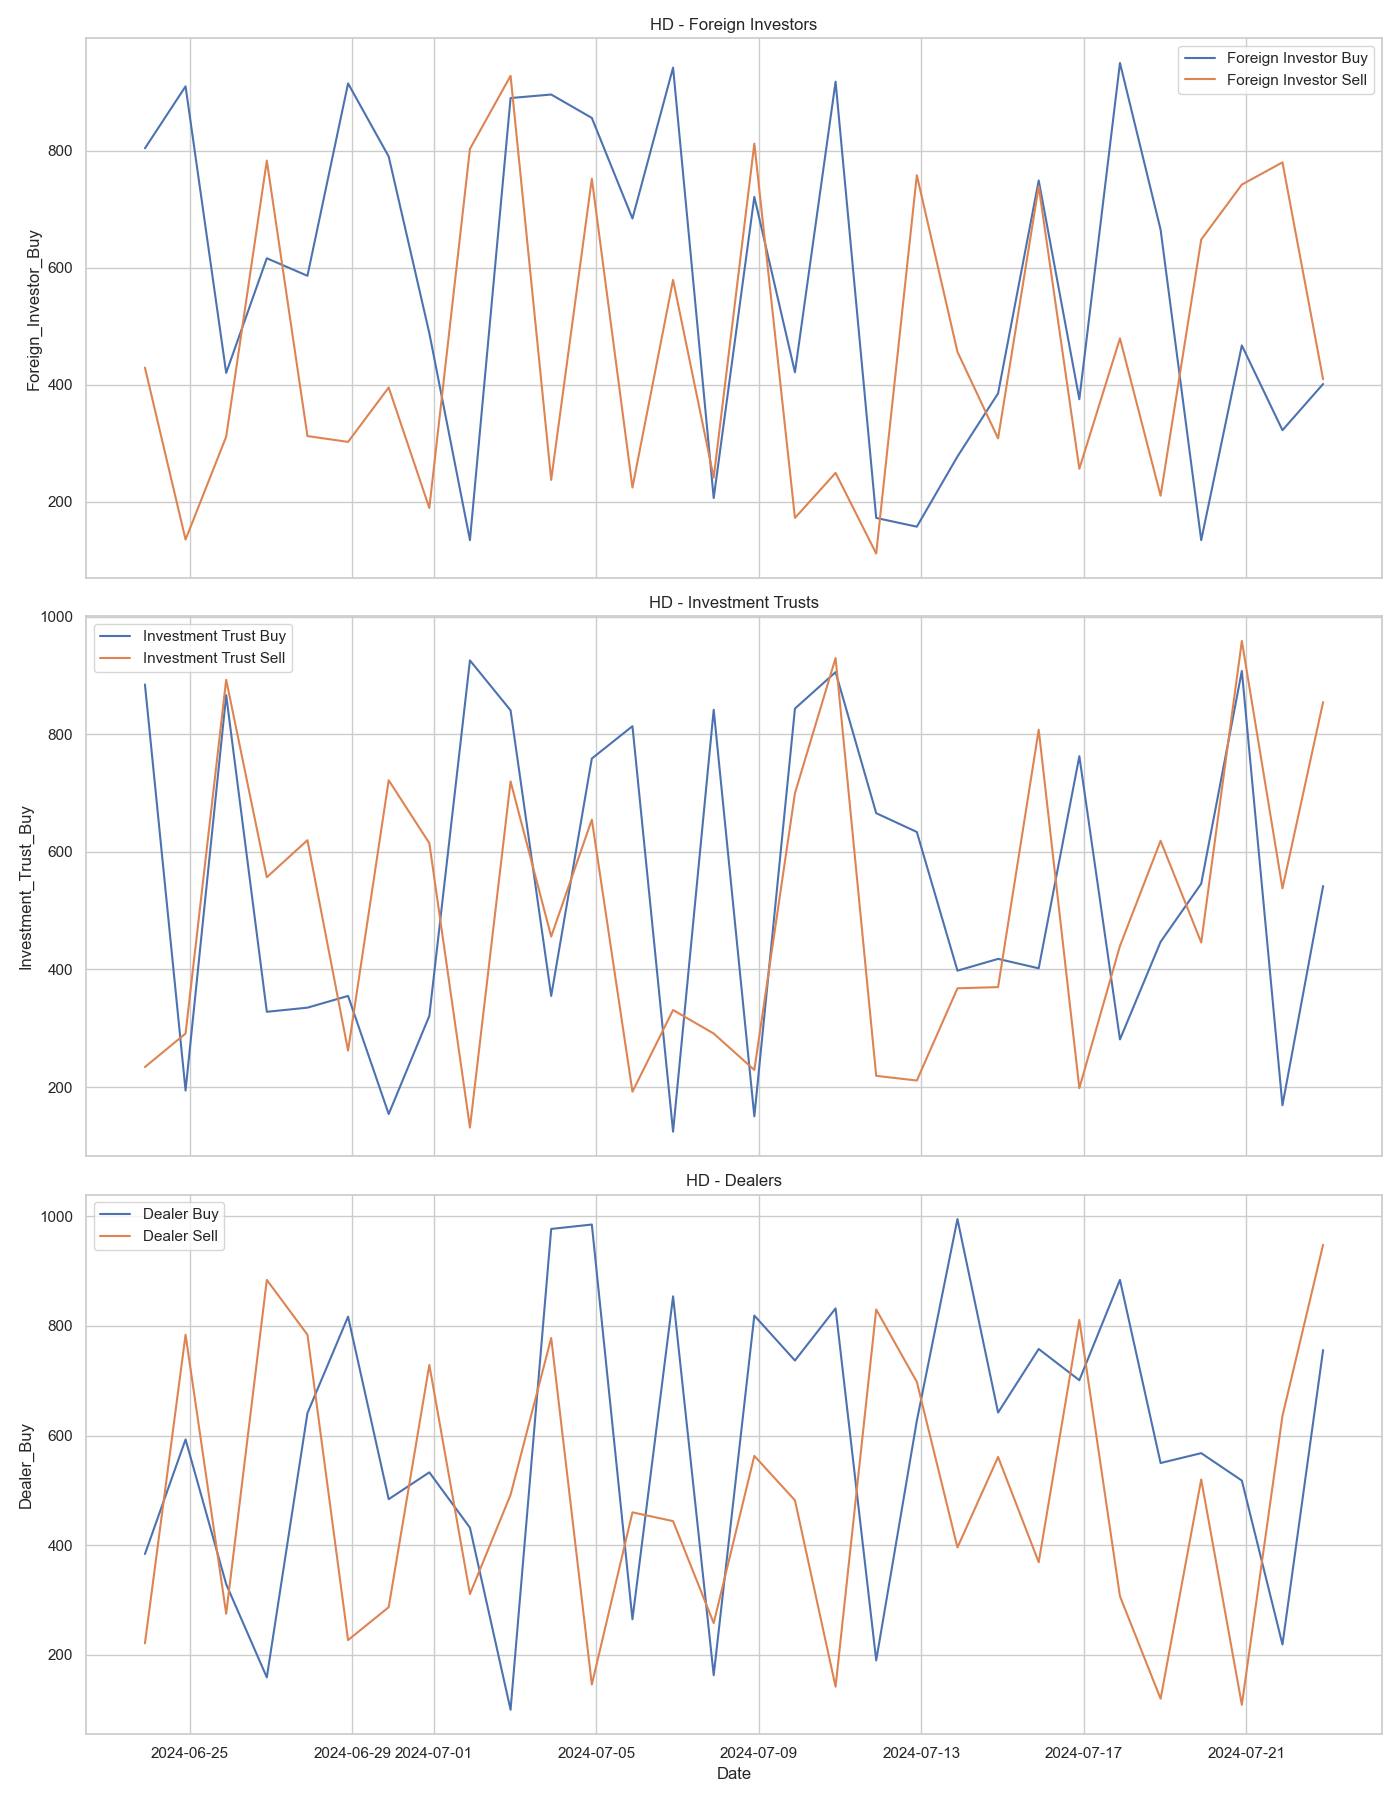 HD - Foreign Investors
Foreign Investor Buy
Foreign Investor Sell
Foreign_Investor_Buy
800
600
400
200
HD - Investment Trusts
Investment Trust Buy
Investment Trust Sell
Investment_Trust_Buy
1000
800
600
400
200
HD - Dealers
Dealer Buy
Dealer Sell
Dealer_Buy
1000
800
600
400
200
2024-06-25 2024-06-29 2024-07-01 2024-07-05 2024-07-09 2024-07-13 2024-07-17 2024-07-21
Date